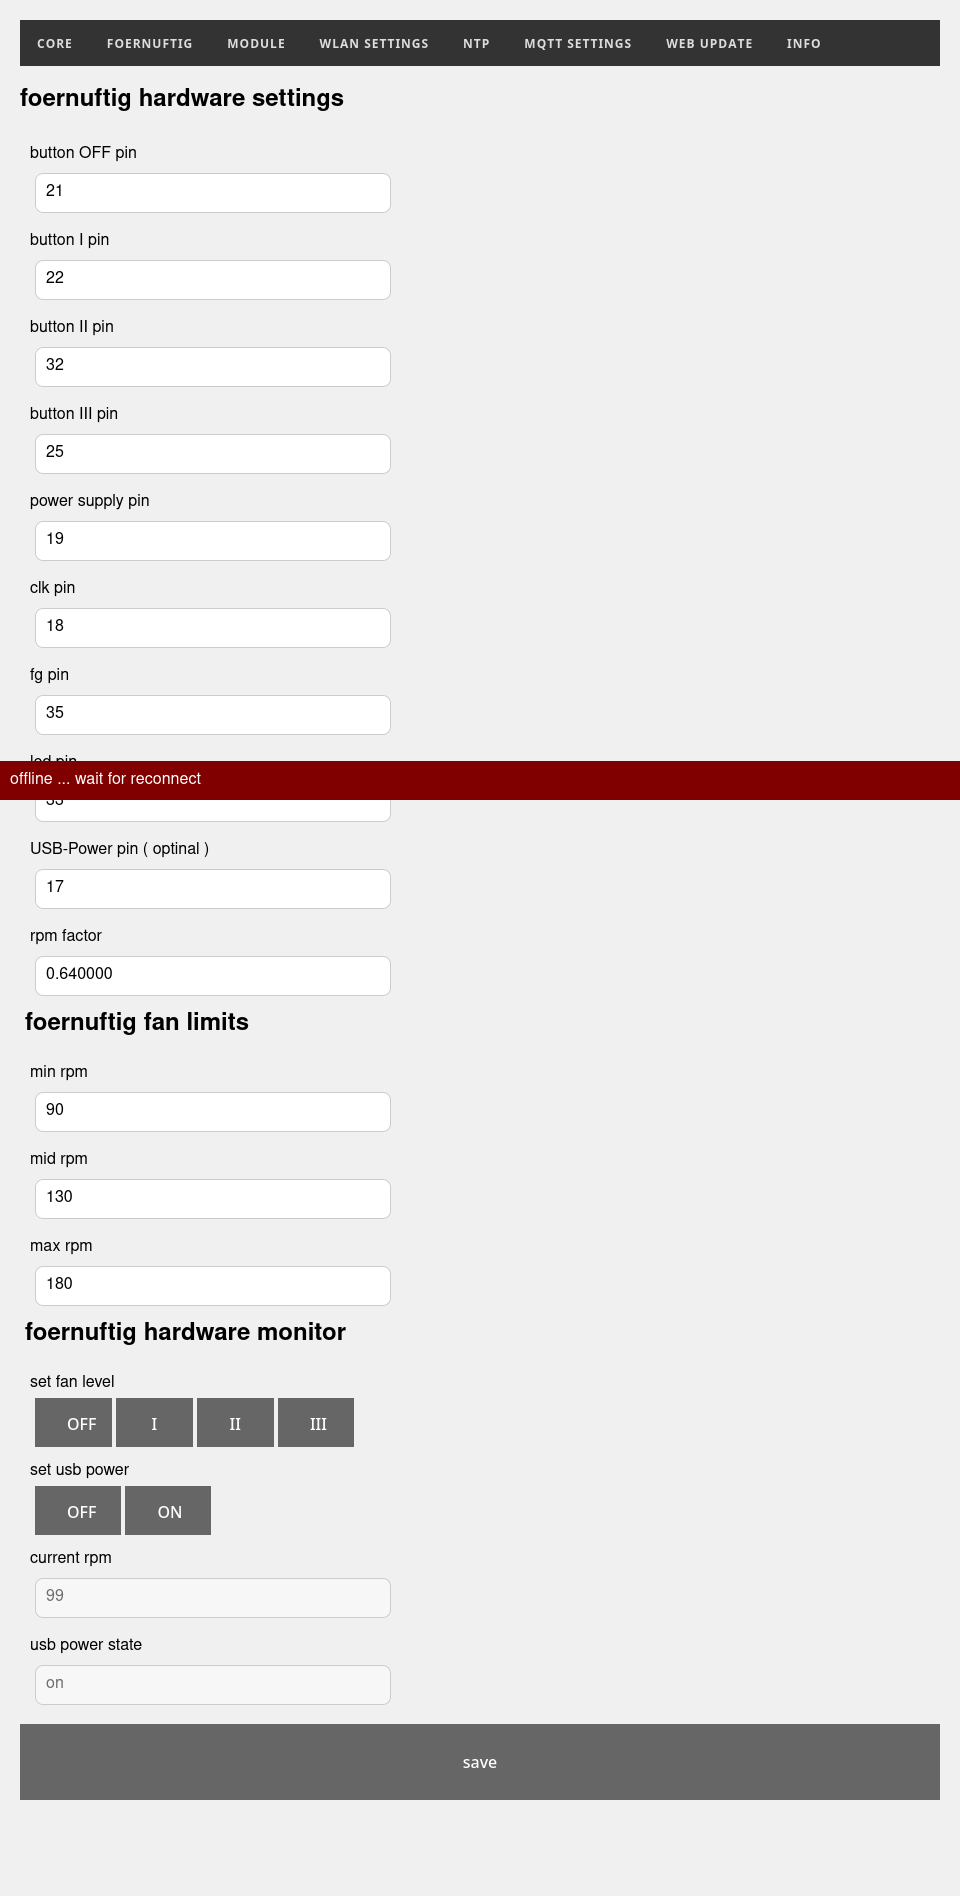 CORE FOERNUFTIG MODULE WLAN SETTINGS NTP MQTT SETTINGS WEB UPDATE INFO
foernuftig hardware settings
button OFF pin
21
button I pin
22
button II pin
32
button III pin
25
power supply pin
19
clk pin
18
fg pin
35
led pin
offline ... wait for reconnect
33
USB-Power pin ( optinal )
17
rpm factor
0.640000
foernuftig fan limits
min rpm
90
mid rpm
130
max rpm
180
foernuftig hardware monitor
set fan level
OFF I II III
set usb power
OFF ON
current rpm
99
usb power state
on
save